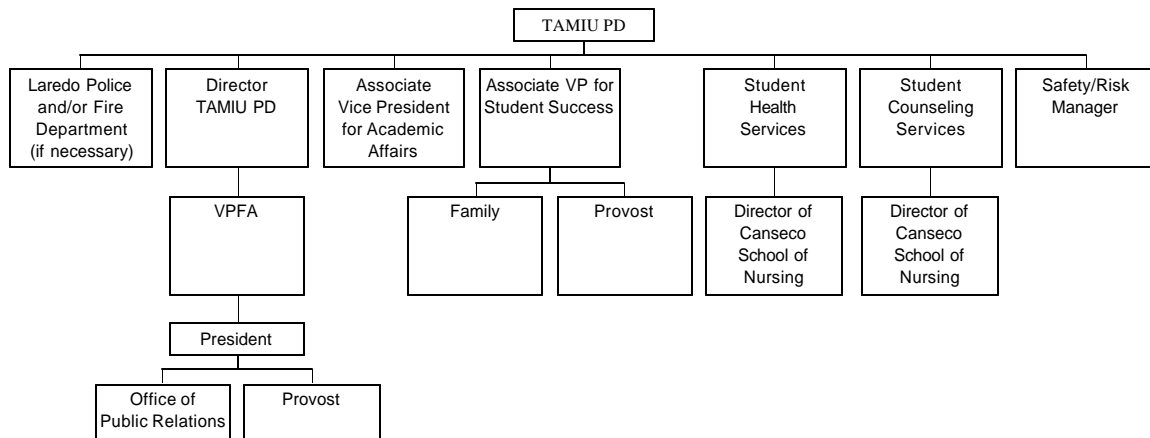 TAMIU PD
Laredo Police
and/or Fire
Department
(if necessary)
Director
TAMIU PD
Associate
Vice President
for Academic
Affairs
Associate VP for
Student Success
Student
Health
Services
Student
Counseling
Services
Safety/Risk
Manager
VPFA
Family
Provost
Director of
Canseco
School of
Nursing
Director of
Canseco
School of
Nursing
President
Office of
Public Relations
Provost